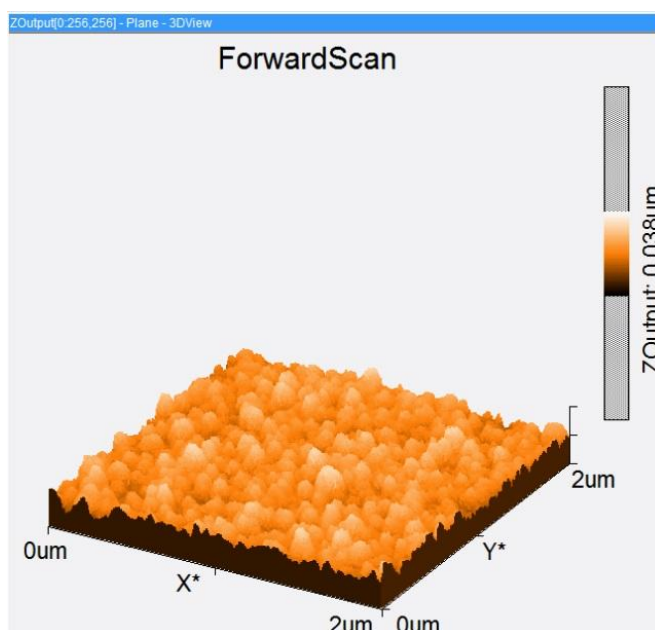 ZOutput[0:256,256] - Plane - 3DView
ForwardScan
ZOutput: 0.038um
2um
Y*
0um
X*
2um 0um